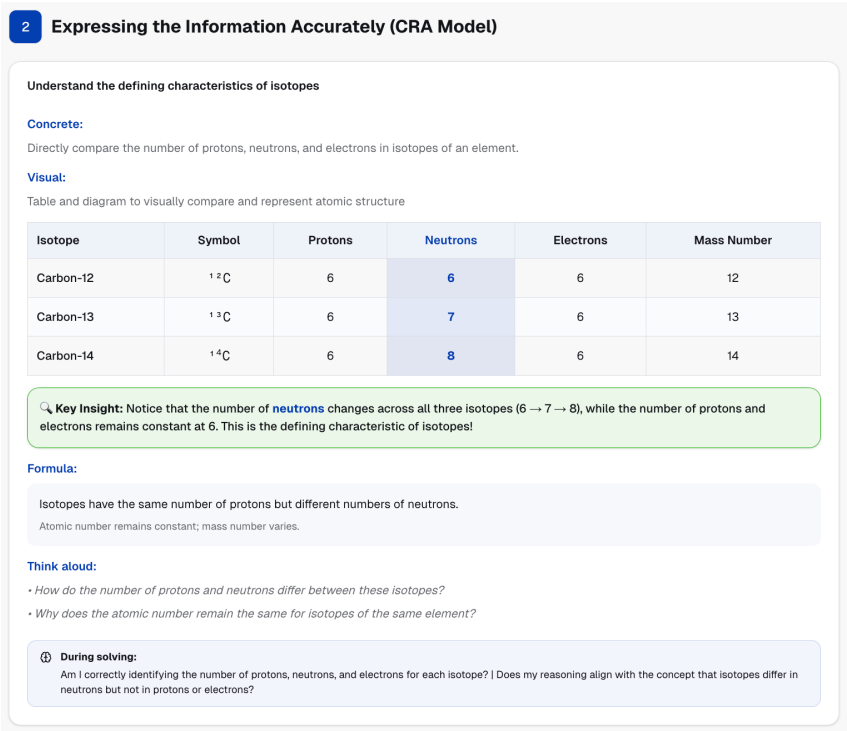 2
Expressing the Information Accurately (CRA Model)
Understand the defining characteristics of isotopes
Concrete:
Directly compare the number of protons, neutrons, and electrons in isotopes of an element.
Visual:
Table and diagram to visually compare and represent atomic structure
Isotope Symbol Protons Neutrons Electrons Mass Number
Carbon-12 ¹²C 6 6 6 12
Carbon-13 ¹³C 6 7 6 13
Carbon-14 ¹⁴C 6 8 6 14
🔍 Key Insight: Notice that the number of neutrons changes across all three isotopes (6 → 7 → 8), while the number of protons and
electrons remains constant at 6. This is the defining characteristic of isotopes!
Formula:
Isotopes have the same number of protons but different numbers of neutrons.
Atomic number remains constant; mass number varies.
Think aloud:
• How do the number of protons and neutrons differ between these isotopes?
• Why does the atomic number remain the same for isotopes of the same element?
During solving:
Am I correctly identifying the number of protons, neutrons, and electrons for each isotope? | Does my reasoning align with the concept that isotopes differ in
neutrons but not in protons or electrons?